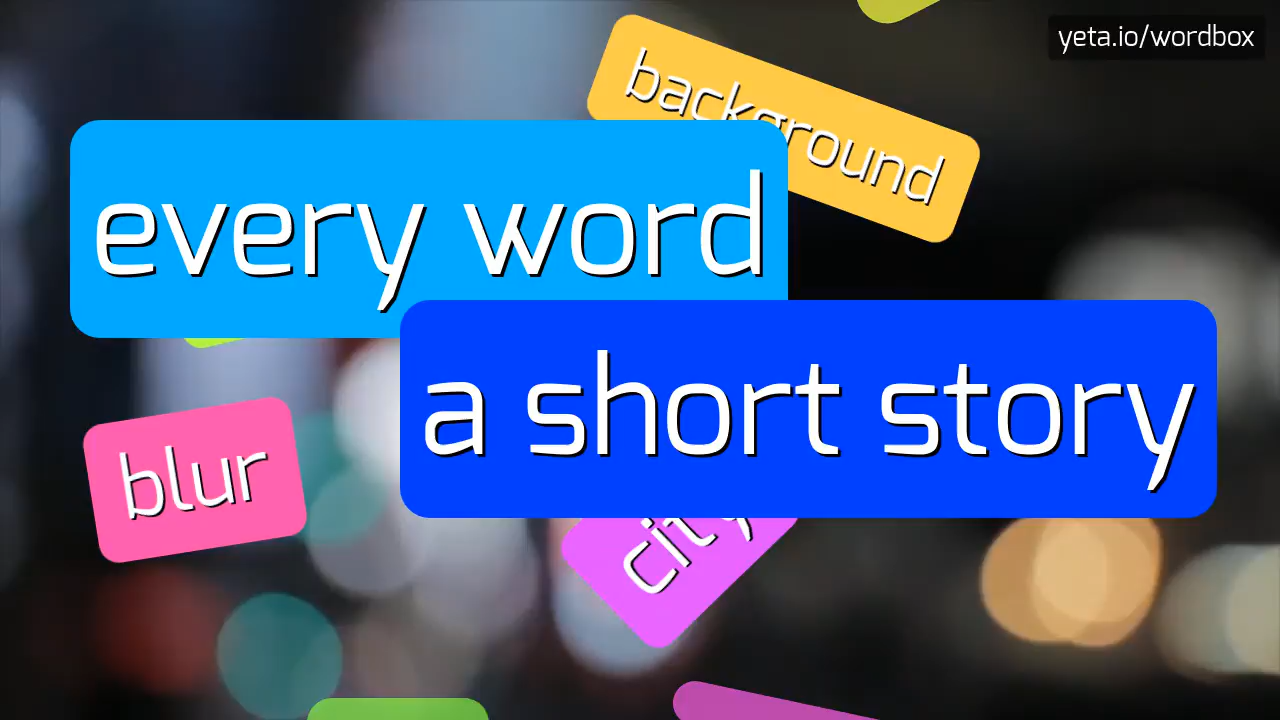 yeta.io/wordbox
background
every word
a short story
blur
city